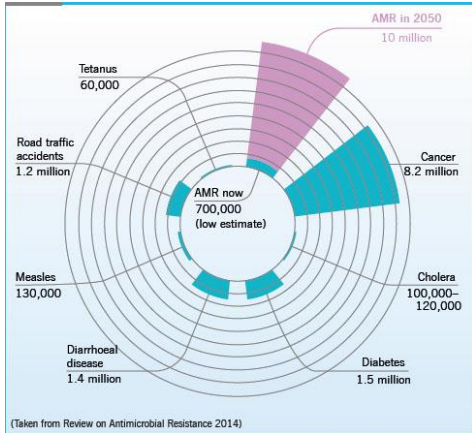 AMR in 2050
10 million
Tetanus
60,000
Road traffic
accidents
1.2 million
AMR now
700,000
(low estimate)
Cancer
8.2 million
Measles
130,000
Cholera
100,000–
120,000
Diarrhoeal
disease
1.4 million
Diabetes
1.5 million
(Taken from Review on Antimicrobial Resistance 2014)